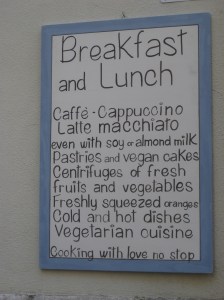 Breakfast
and Lunch
Caffé-Cappuccino
Latte macchiato
even with soy or almond milk
Pastries and vegan cakes
Centrifuges of fresh
fruits and vegetables
Freshly squeezed oranges
Cold and hot dishes
Vegetarian cuisine
Cooking with love no stop